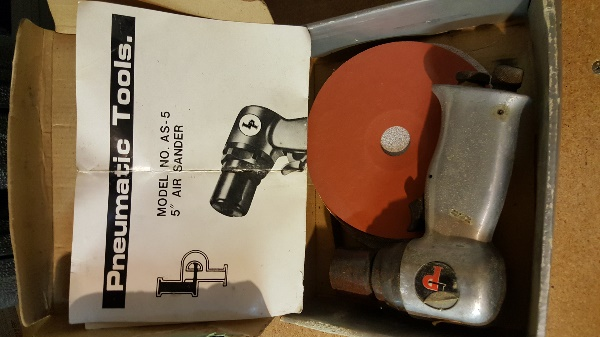 Pneumatic Tools.
MODEL NO. AS-5
5" AIR SANDER